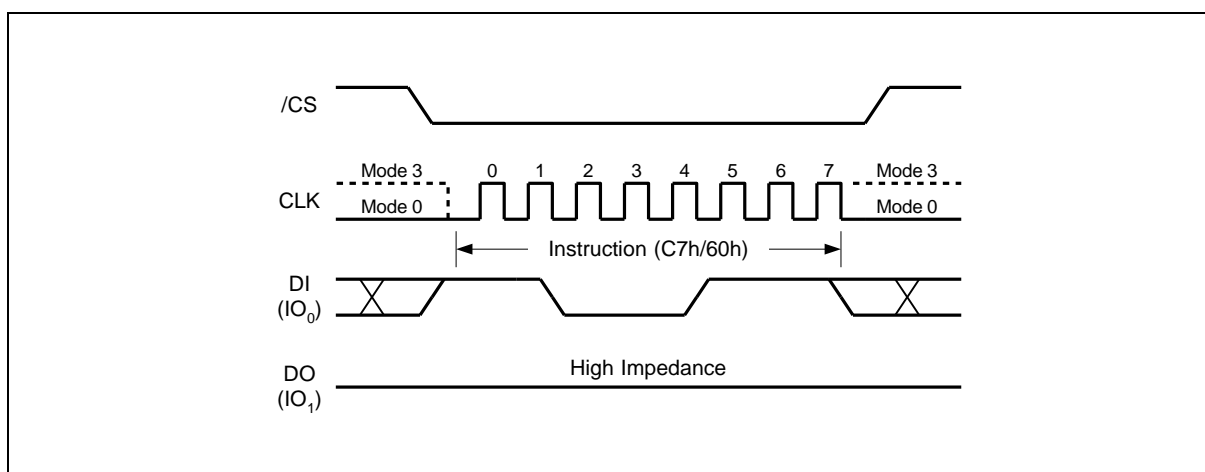 /CS
Mode 3 0 1 2 3 4 5 6 7 Mode 3
CLK
Mode 0 Mode 0
Instruction (C7h/60h)
DI
(IO0)
High Impedance
DO
(IO1)